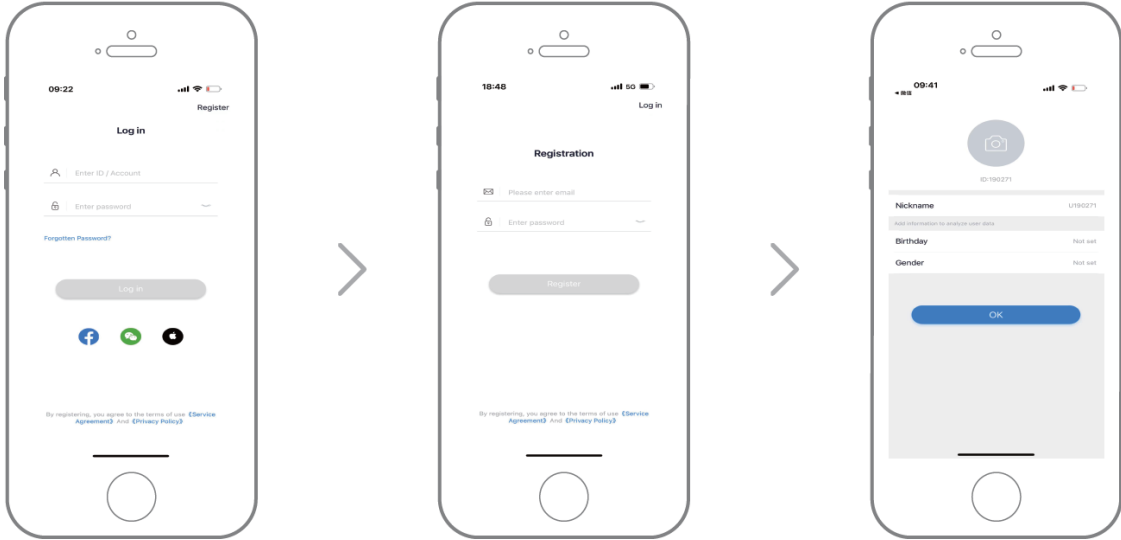 09:22
Register
Log in
Enter ID / Account
Enter password
Forgotten Password?
Log in
By registering, you agree to the terms of use 《Service
Agreement》 And 《Privacy Policy》
18:48
5G
Log in
Registration
Please enter email
Enter password
Register
By registering, you agree to the terms of use 《Service
Agreement》 And 《Privacy Policy》
09:41
ID:190271
Nickname
U190271
Add information to analyze user data
Birthday
Not set
Gender
Not set
OK